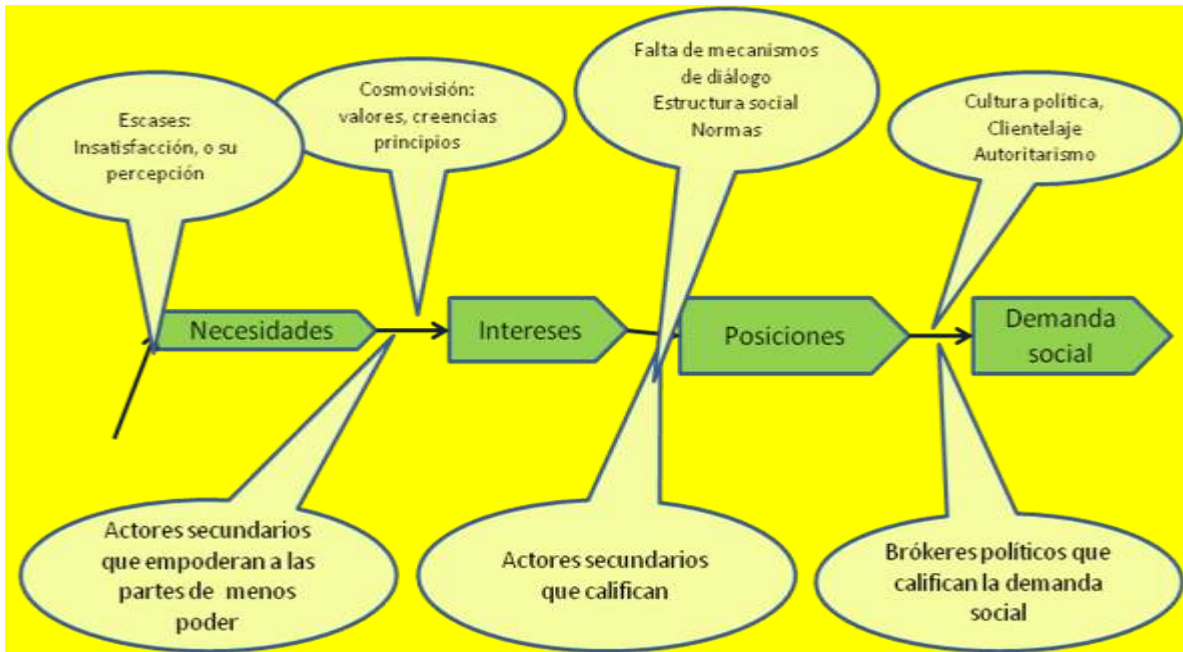 Escases:
Insatisfacción, o su
percepción
Cosmovisión:
valores, creencias
principios
Falta de mecanismos
de diálogo
Estructura social
Normas
Cultura política,
Clientelaje
Autoritarismo
Necesidades
Intereses
Posiciones
Demanda
social
Actores secundarios
que empoderan a las
partes de menos
poder
Actores secundarios
que califican
Brókeres políticos que
califican la demanda
social